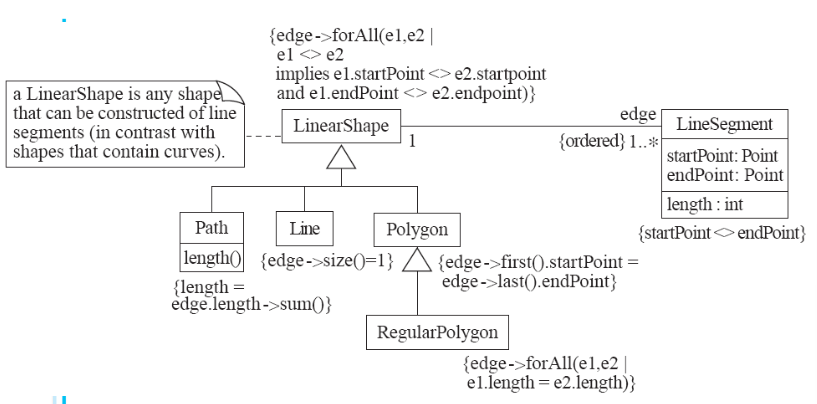 {edge->forAll(e1,e2 |
e1 <> e2
implies e1.startPoint <> e2.startpoint
and e1.endPoint <> e2.endpoint)}
a LinearShape is any shape
that can be constructed of line
segments (in contrast with
shapes that contain curves).
LinearShape
1
edge
{ordered} 1..*
LineSegment
startPoint: Point
endPoint: Point
length : int
{startPoint <> endPoint}
Path
length()
{length =
edge.length->sum()}
Line
{edge->size()=1}
Polygon
{edge->first().startPoint =
edge->last().endPoint}
RegularPolygon
{edge->forAll(e1,e2 |
e1.length = e2.length)}